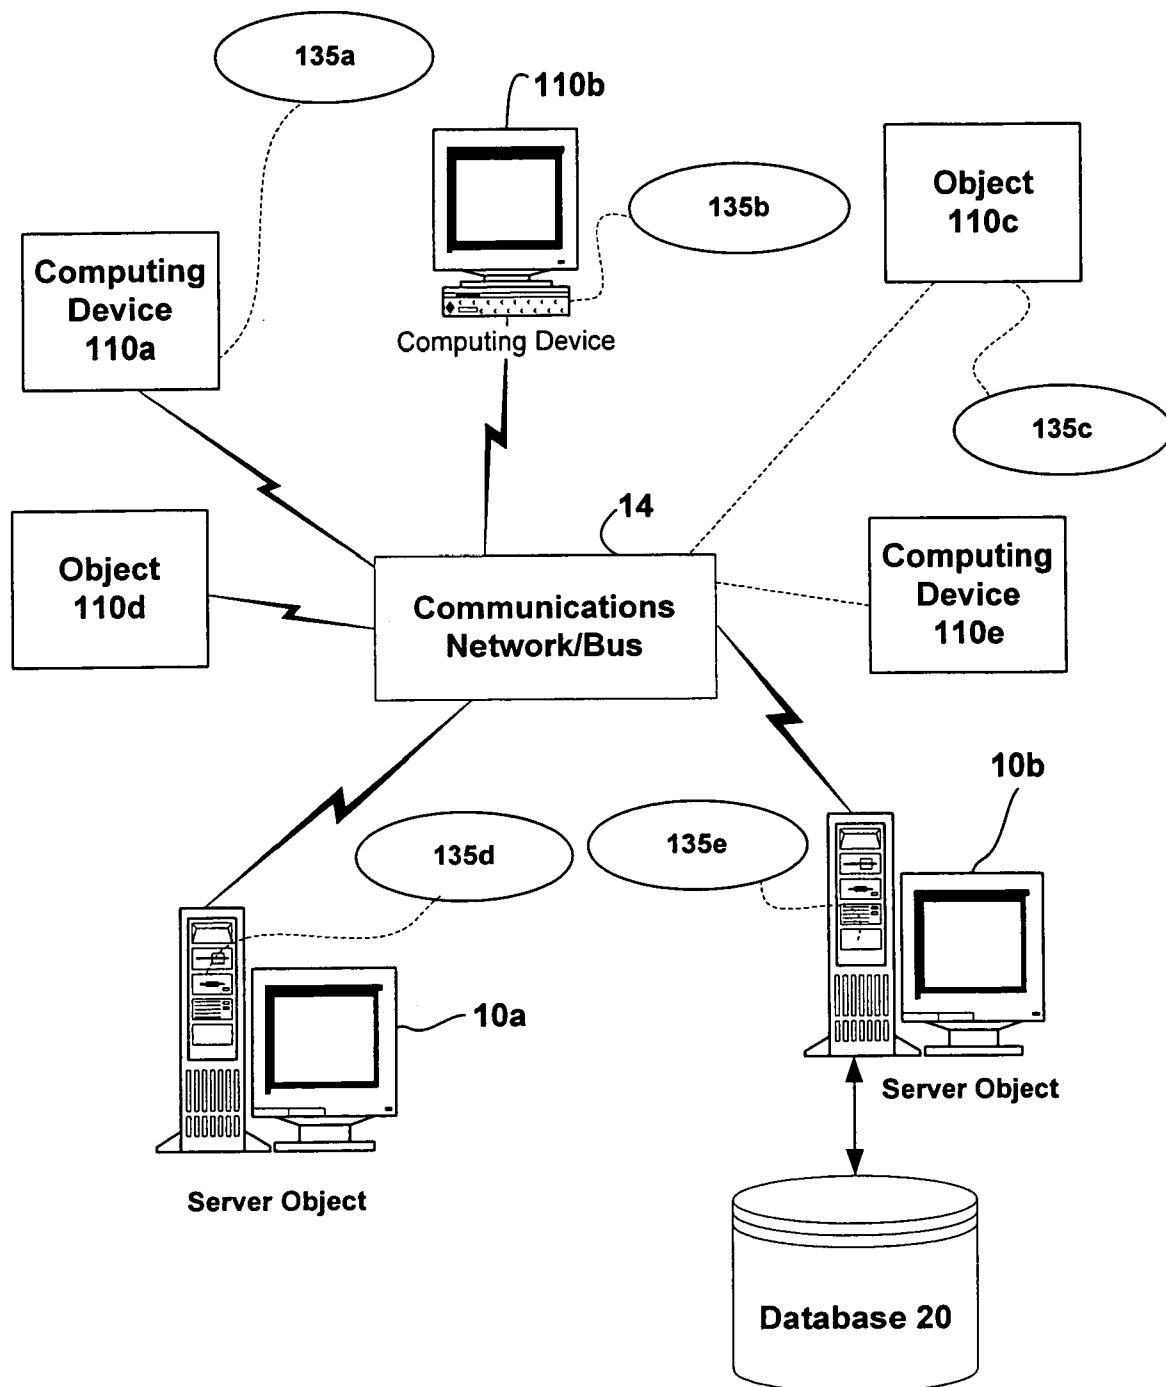 135a
110b
135b
Object
110c
Computing
Device
110a
Computing Device
135c
14
Object
110d
Communications
Network/Bus
Computing
Device
110e
10b
135d
135e
10a
Server Object
Server Object
Database 20